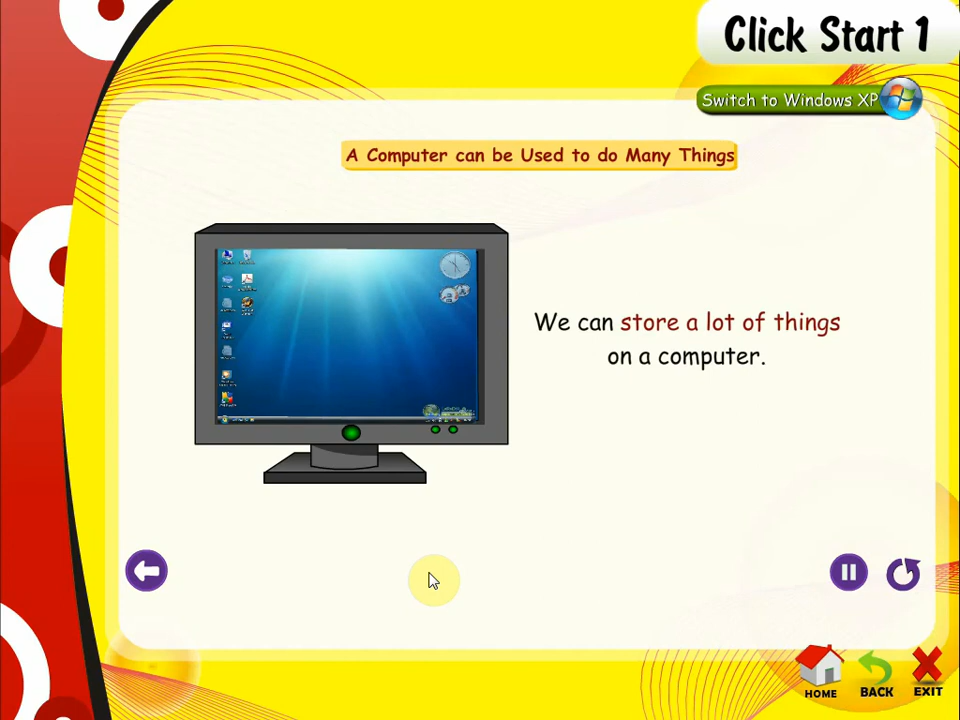 Click Start 1
Switch to Windows XP
A Computer can be Used to do Many Things
We can store a lot of things
on a computer.
HOME
BACK
EXIT